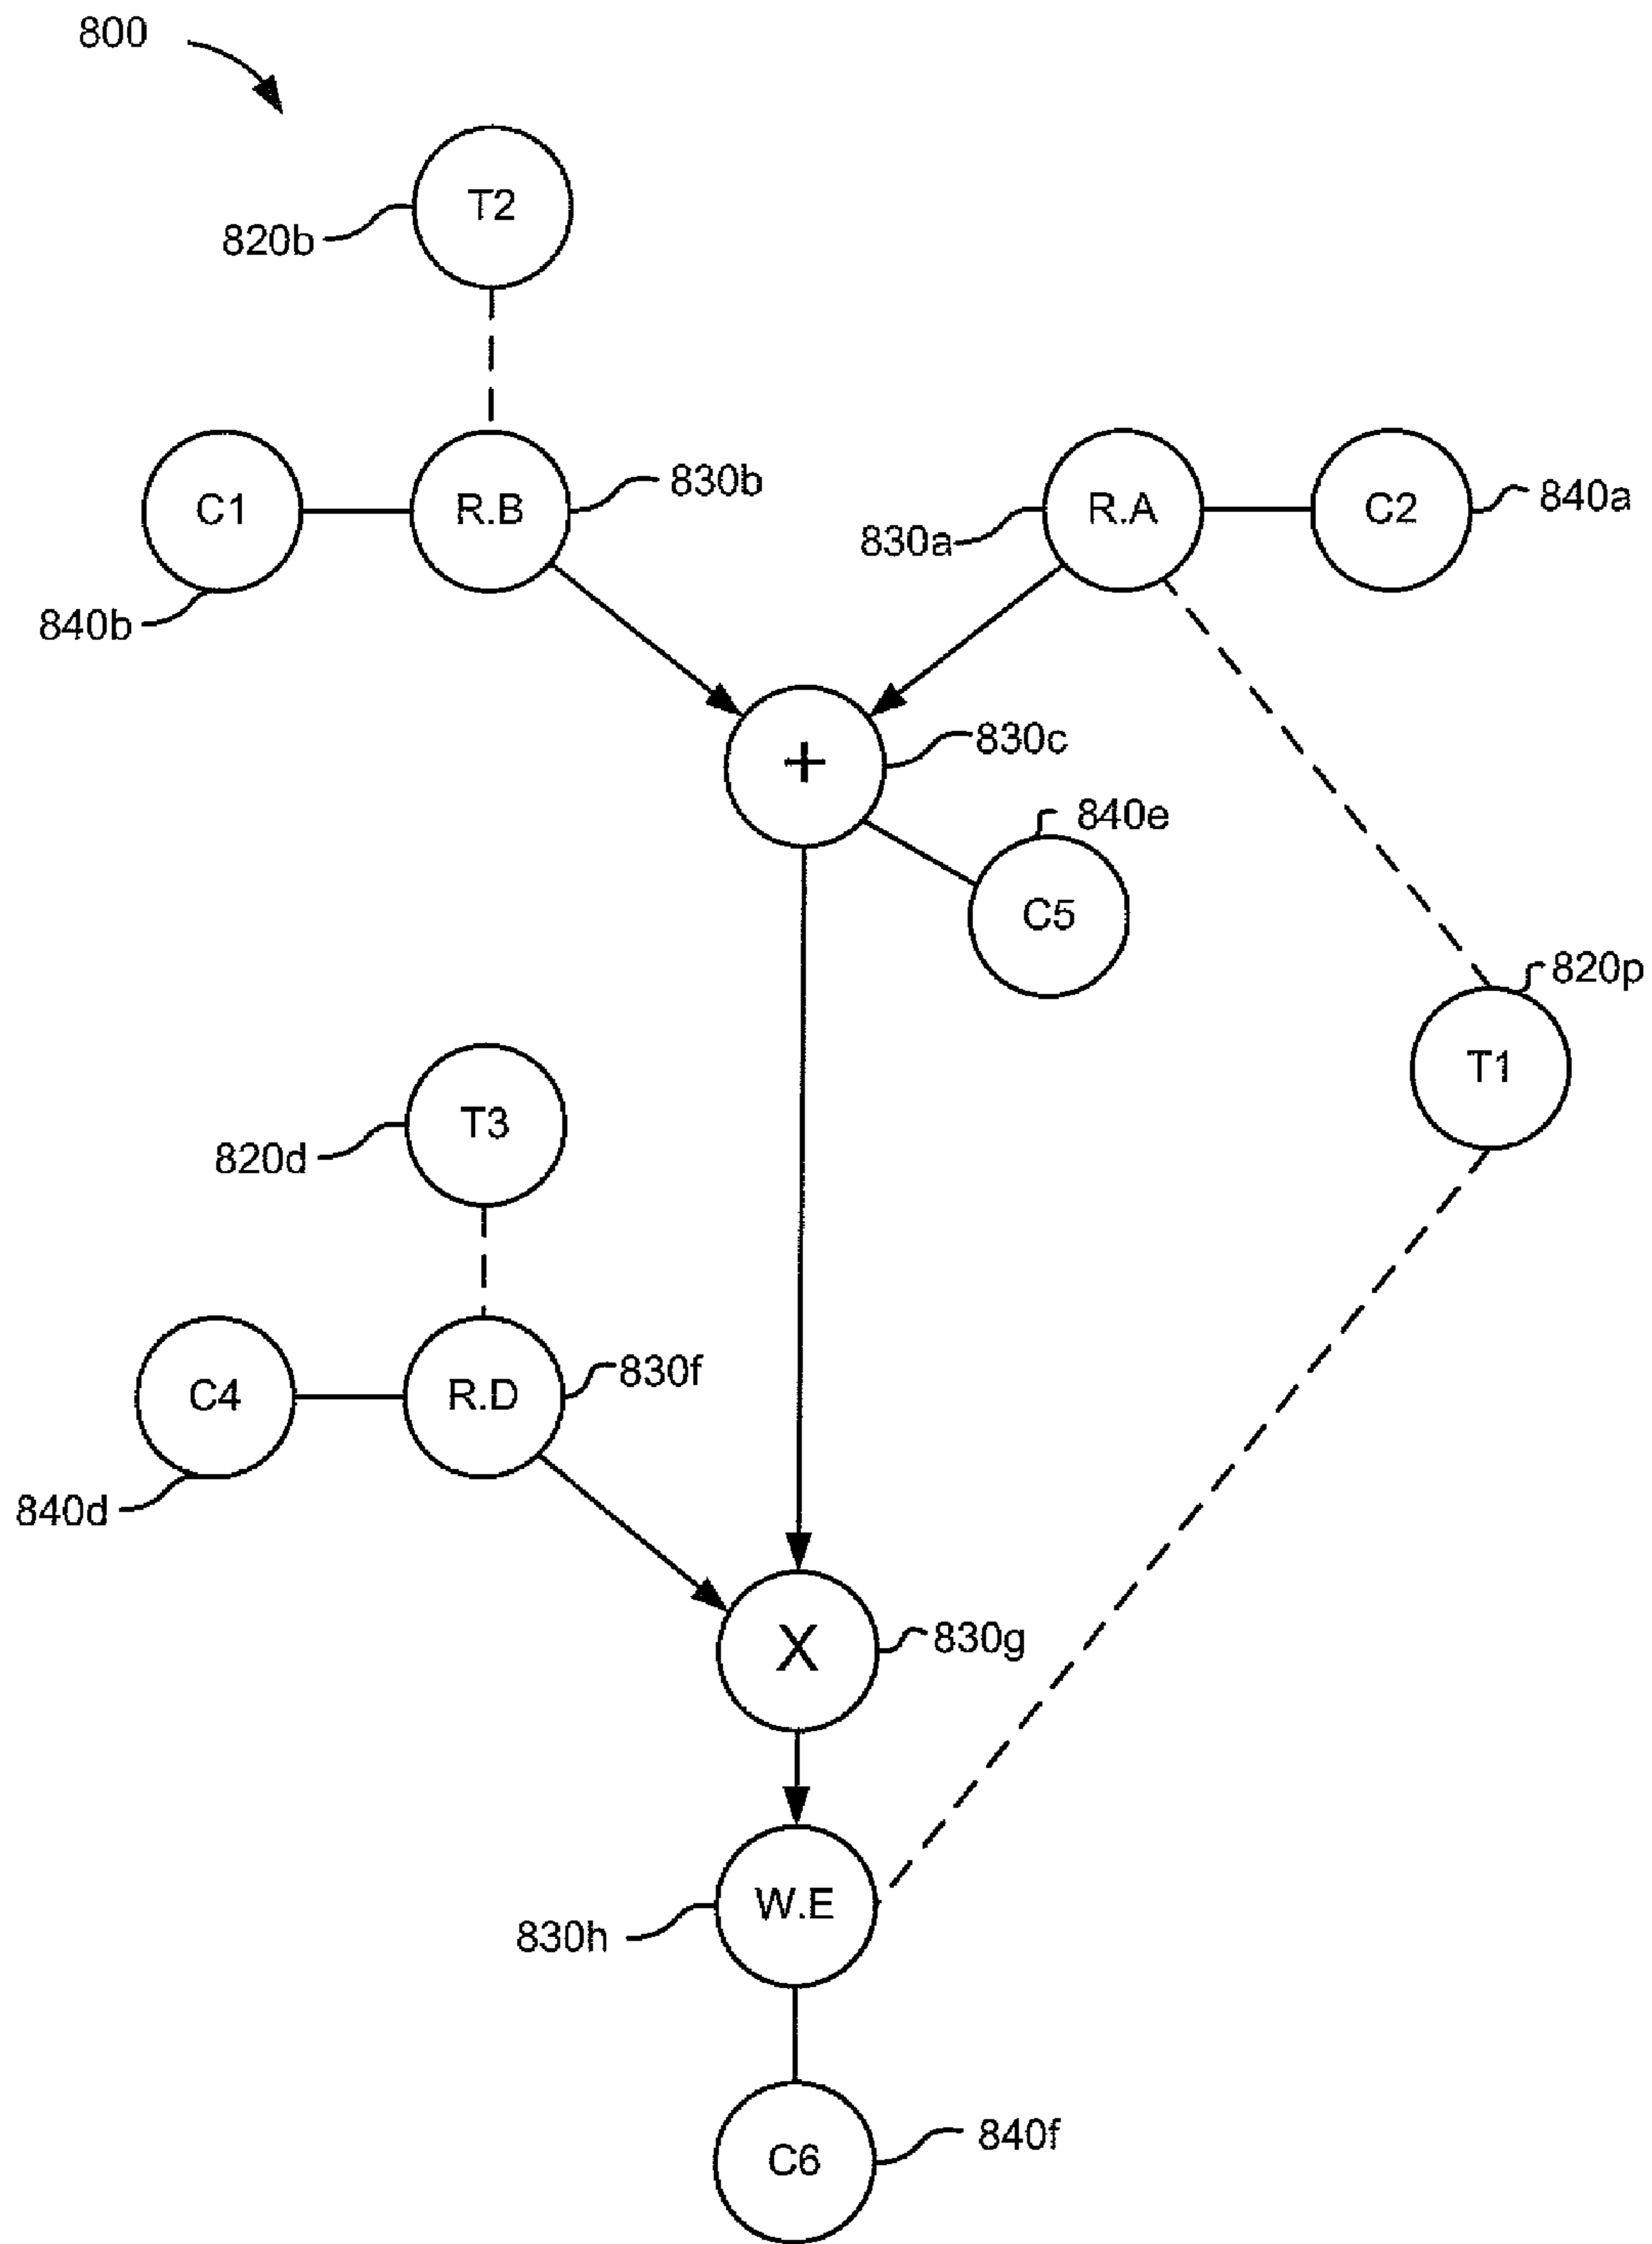 800
T2
820b
C1
R.B
830b
R.A
C2
840a
830a
840b
+
830c
840e
C5
820p
T1
T3
820d
C4
R.D
830f
840d
X
830g
W.E
830h
C6
840f